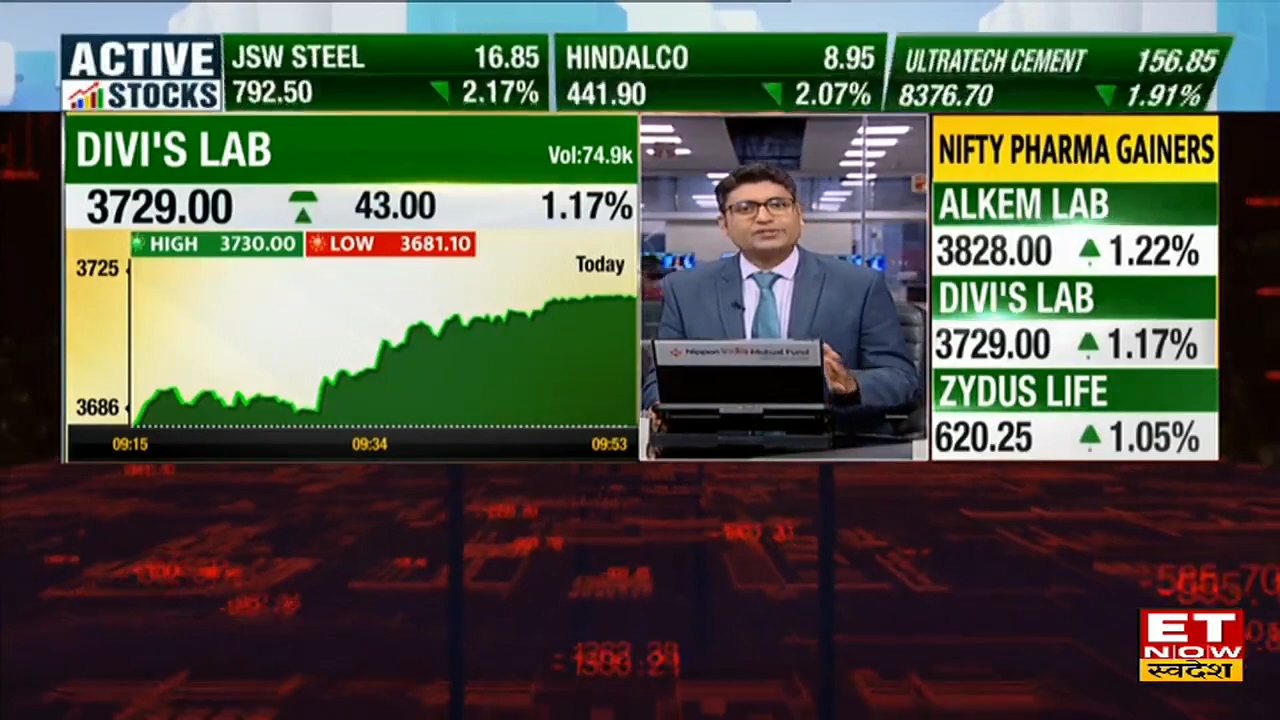 ACTIVE
STOCKS
JSW STEEL 16.85
792.50 2.17%
HINDALCO 8.95
441.90 2.07%
ULTRATECH CEMENT 156.85
8376.70 1.91%
DIVI'S LAB Vol:74.9k
3729.00 43.00 1.17%
HIGH 3730.00 LOW 3681.10
3725 Today
3686
09:15 09:34 09:53
Nippon India Mutual Fund
NIFTY PHARMA GAINERS
ALKEM LAB
3828.00 1.22%
DIVI'S LAB
3729.00 1.17%
ZYDUS LIFE
620.25 1.05%
ET
NOW
स्वदेश